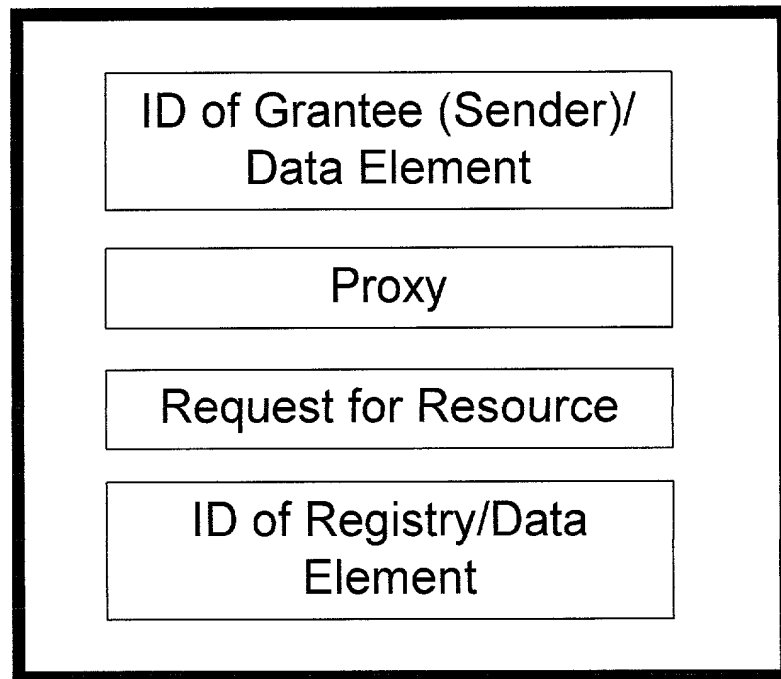 ID of Grantee (Sender)/
Data Element
Proxy
Request for Resource
ID of Registry/Data
Element